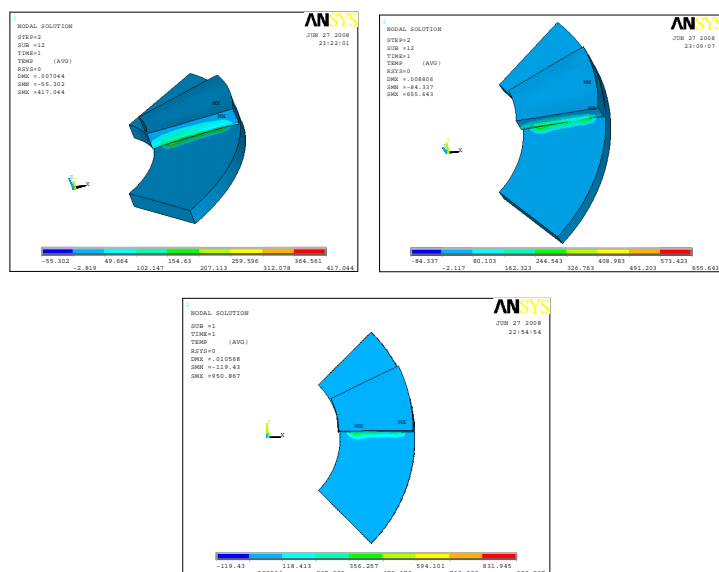 1
ANSYS
NODAL SOLUTION
JUN 27 2008
23:22:01
STEP=2
SUB =12
TIME=1
TEMP (AVG)
RSYS=0
DMX =.007044
SMN =-55.302
SMX =417.044
MX
MN
Z
X
-55.302 49.664 154.63 259.596 364.561
-2.819 102.147 207.113 312.078 417.044
1
ANSYS
NODAL SOLUTION
JUN 27 2008
23:09:07
STEP=2
SUB =12
TIME=1
TEMP (AVG)
RSYS=0
DMX =.008806
SMN =-84.337
SMX =655.643
MX
MN
X
-84.337 80.103 244.543 408.983 573.423
-2.117 162.323 326.763 491.203 655.643
1
ANSYS
NODAL SOLUTION
JUN 27 2008
22:54:54
SUB =1
TIME=1
TEMP (AVG)
RSYS=0
DMX =.010568
SMN =-119.43
SMX =950.867
MN MX
X
-119.43 118.413 356.257 594.101 831.945